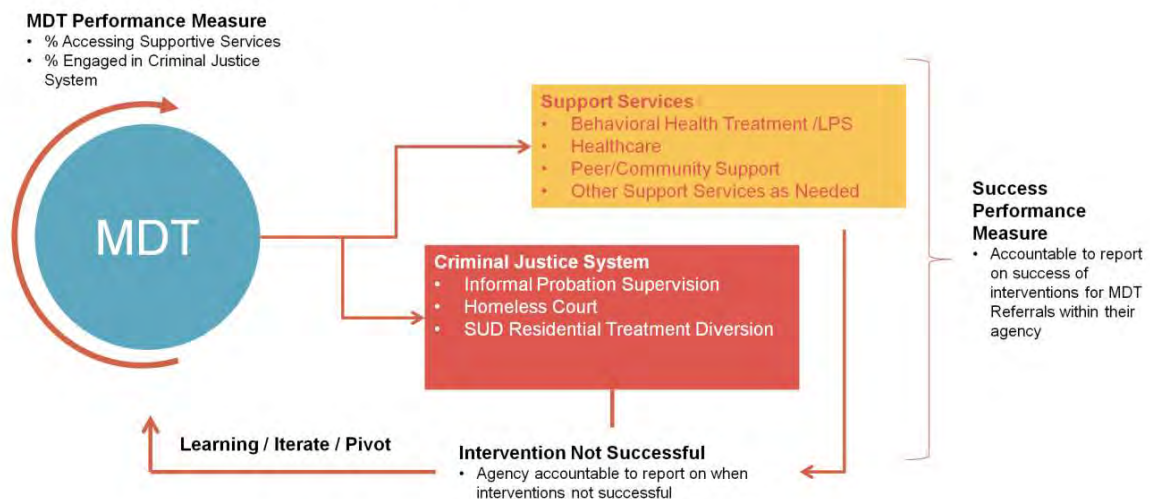 MDT Performance Measure
• % Accessing Supportive Services
• % Engaged in Criminal Justice
System
MDT
Support Services
• Behavioral Health Treatment /LPS
• Healthcare
• Peer/Community Support
• Other Support Services as Needed
Criminal Justice System
• Informal Probation Supervision
• Homeless Court
• SUD Residential Treatment Diversion
Success
Performance
Measure
• Accountable to report
on success of
interventions for MDT
Referrals within their
agency
Learning / Iterate / Pivot
Intervention Not Successful
• Agency accountable to report on when
interventions not successful